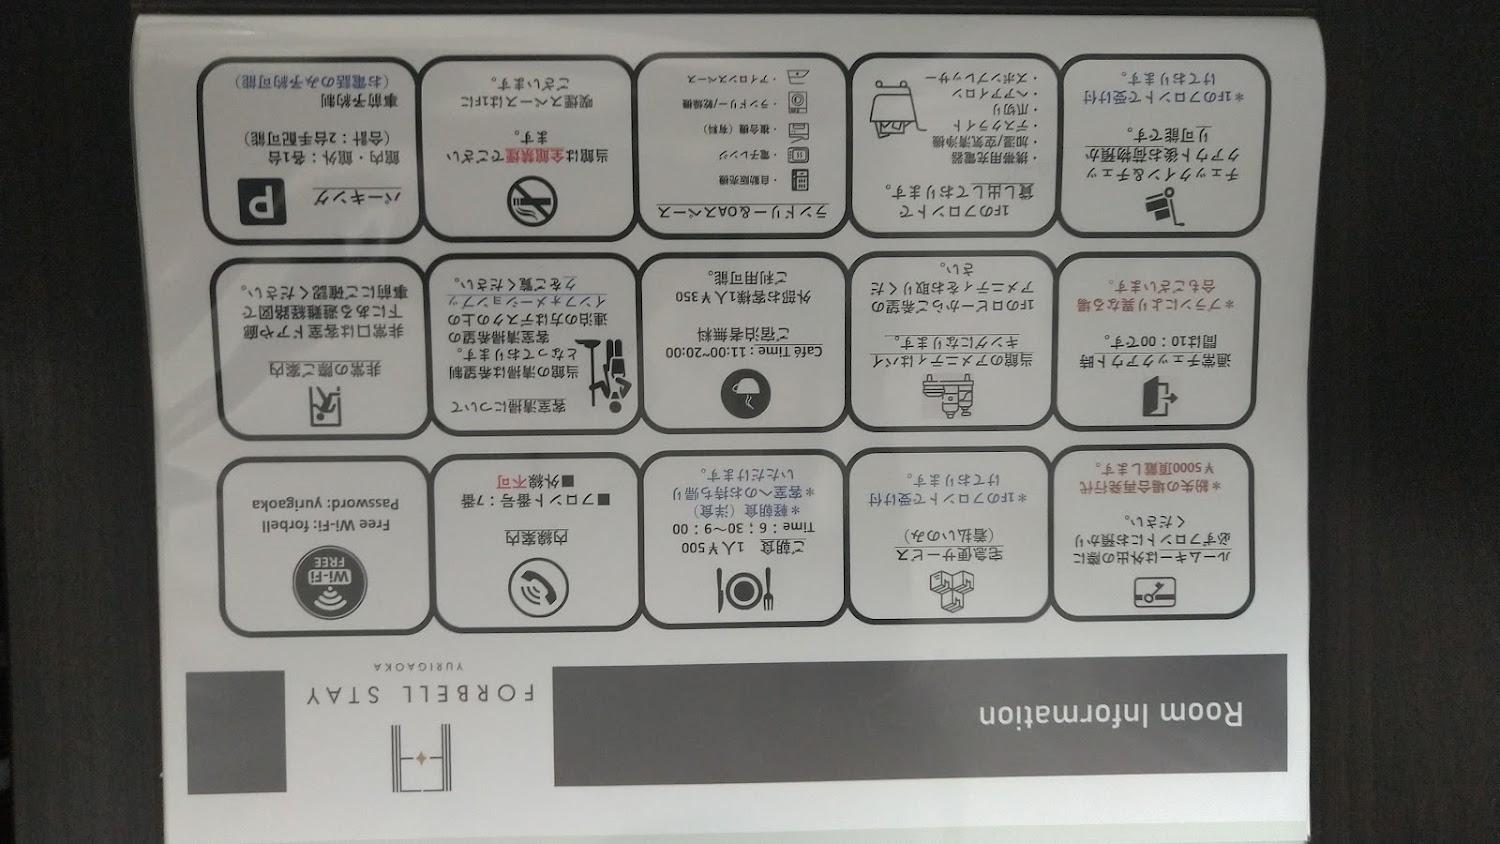 Room Information
FORBELL STAY
YURIGAOKA
ルームキーは外出の際に
必ずフロントにお預かり
ください。
＊紛失の場合再発行代
￥5000頂戴します。
宅急便サービス
（着払いのみ）
＊1Fのフロントで受け付
けております。
ご朝食　1人￥500
Time：6；30～9：00
＊軽朝食（洋食）
＊客室へのお持ち帰り
いただけます。
内線案内
■フロント番号：7番
■外線不可
Wi-Fi
FREE
Free Wi-Fi: forbell
Password: yurigaoka
通常チェックアウト時
間は10：00です。
＊プランにより異なる場
合もございます。
当館のアメニティはバイ
キングになります。
1Fのロビーからご希望の
アメニティをお取りくだ
さい。
Café Time : 11:00~20:00
ご宿泊者無料
外部お客様1人￥350
ご利用可能。
客室清掃について
当館の清掃は希望制
となっております。
客室清掃希望の
連泊の方はデスクの上の
インフォメーションブッ
クをご覧ください。
非常の際ご案内
非常口は客室ドアや廊
下にある避難経路図で
事前にご確認ください。
チェックイン&チェッ
クアウト後お荷物預か
り可能です。
＊1Fのフロントで受け付
けております。
1Fのフロントで
貸し出しております。
・携帯用充電器
・加湿/空気清浄機
・デスクライト
・爪切り
・ヘアアイロン
・ズボンプレッサー
ランドリー＆OAスペース
・自動販売機
・電子レンジ
・複合機（有料）
・ランドリー/乾燥機
・アイロンスペース
当館は全館禁煙でござい
ます。
喫煙スペースは1Fに
ございます。
P
パーキング
館内・館外：各1台
（合計：2台手配可能）
事前予約制
（お電話のみ予約可能）